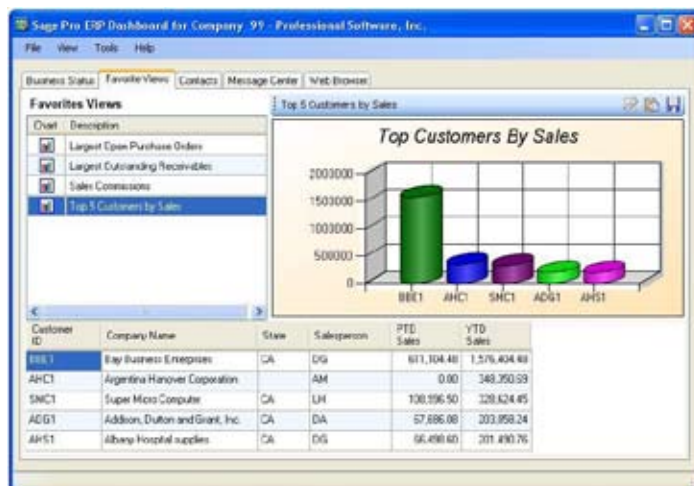 Sage Pro ERP Dashboard for Company 99 - Professional Software, Inc.
File View Tools Help
Business Status Favorite Views Contacts Message Center Web Browser
Favorites Views
Chart Description
Largest Open Purchase Orders
Largest Outstanding Receivables
Sales Commissions
Top 5 Customers by Sales
Top 5 Customers by Sales
Top Customers By Sales
2000000
1500000
1000000
500000
0
BBE1 AHC1 SMC1 ADG1 AHS1
Customer ID Company Name State Salesperson PTD Sales YTD Sales
BBE1 Bay Business Enterprises CA DG 611,104.48 1,576,404.48
AHC1 Argentina Hanover Corporation AM 0.00 348,350.69
SMC1 Super Micro Computer CA LH 108,996.50 328,624.45
ADG1 Addison, Dutton and Grant, Inc. CA DA 57,686.08 203,858.24
AHS1 Albany Hospital supplies CA DG 66,498.60 201,490.76